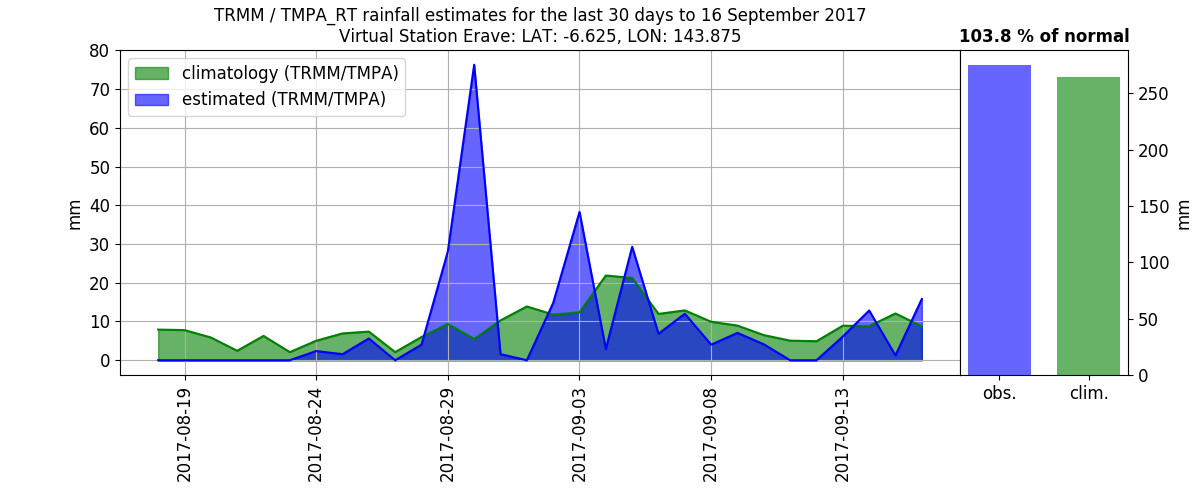 TRMM / TMPA_RT rainfall estimates for the last 30 days to 16 September 2017
Virtual Station Erave: LAT: -6.625, LON: 143.875
103.8 % of normal
climatology (TRMM/TMPA)
estimated (TRMM/TMPA)
80
70
60
50
40
30
20
10
0
mm
2017-08-19
2017-08-24
2017-08-29
2017-09-03
2017-09-08
2017-09-13
250
200
150
100
50
0
mm
obs.
clim.